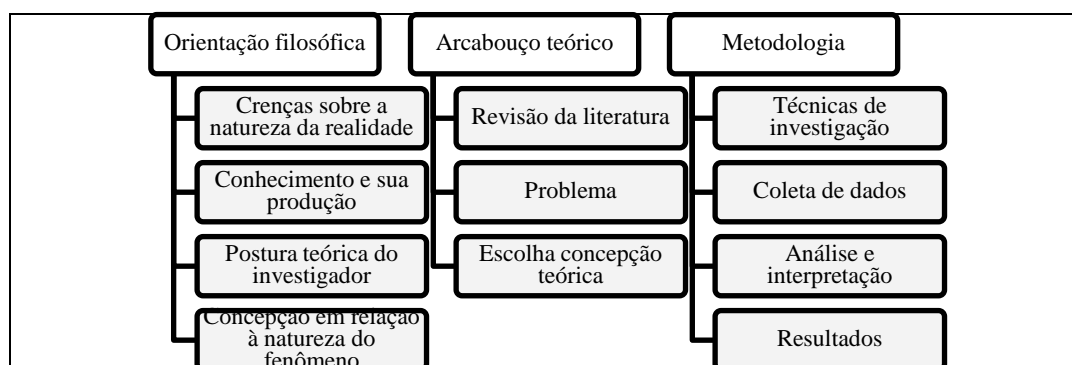 Orientação filosófica
Crenças sobre a
natureza da realidade
Conhecimento e sua
produção
Postura teórica do
investigador
Concepção em relação
à natureza do
fenômeno
Arcabouço teórico
Revisão da literatura
Problema
Escolha concepção
teórica
Metodologia
Técnicas de
investigação
Coleta de dados
Análise e
interpretação
Resultados